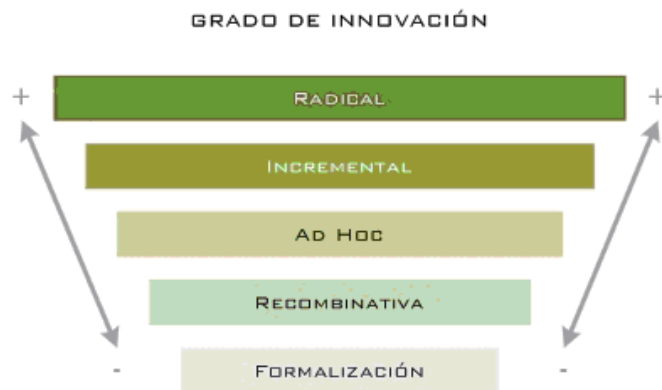 GRADO DE INNOVACIÓN
+ RADICAL +
INCREMENTAL
AD HOC
RECOMBINATIVA
- FORMALIZACIÓN -